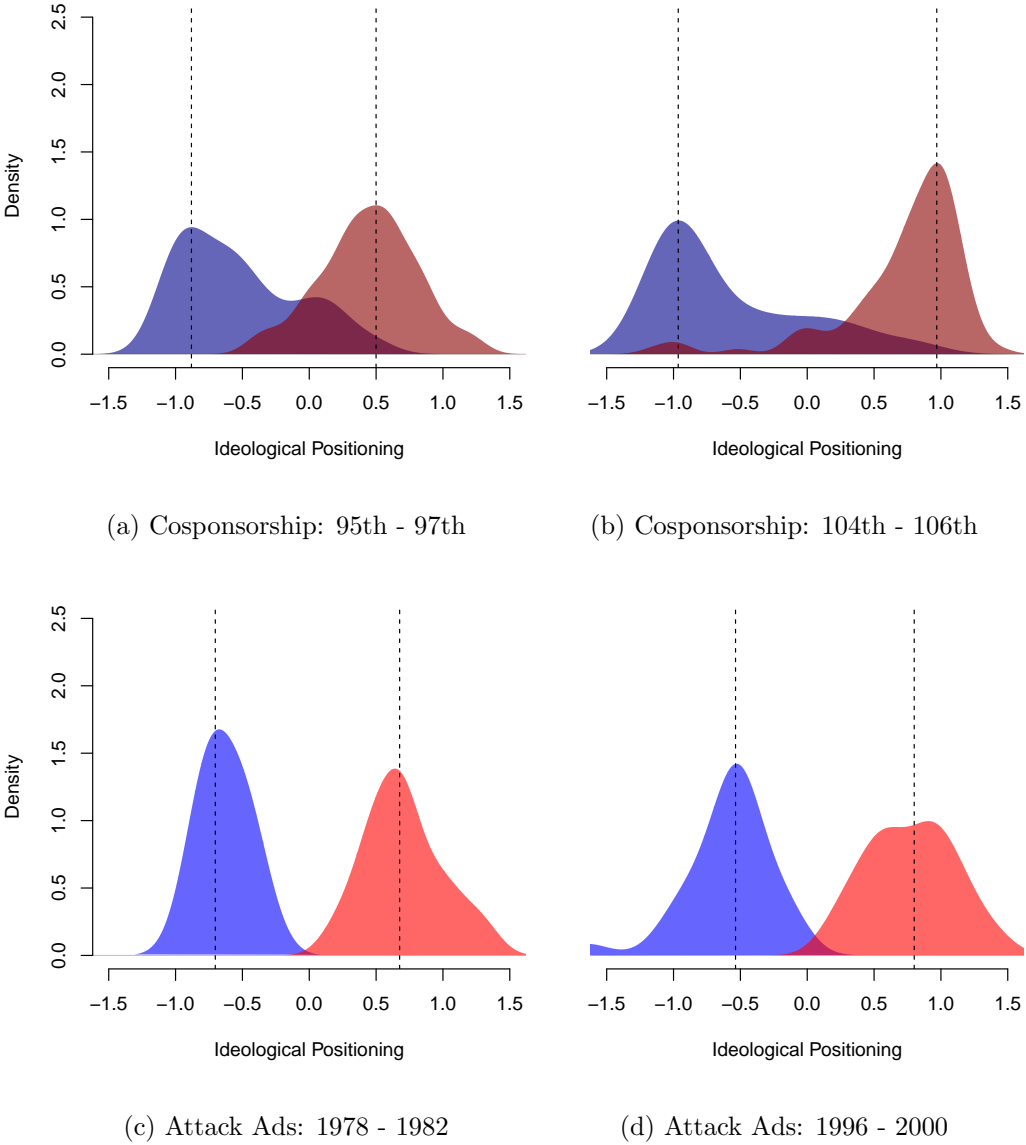 2.5
2.0
1.5
1.0
0.5
0.0
Density
−1.5 −1.0 −0.5 0.0 0.5 1.0 1.5
Ideological Positioning
−1.5 −1.0 −0.5 0.0 0.5 1.0 1.5
Ideological Positioning
(a) Cosponsorship: 95th - 97th
(b) Cosponsorship: 104th - 106th
2.5
2.0
1.5
1.0
0.5
0.0
Density
−1.5 −1.0 −0.5 0.0 0.5 1.0 1.5
Ideological Positioning
−1.5 −1.0 −0.5 0.0 0.5 1.0 1.5
Ideological Positioning
(c) Attack Ads: 1978 - 1982
(d) Attack Ads: 1996 - 2000